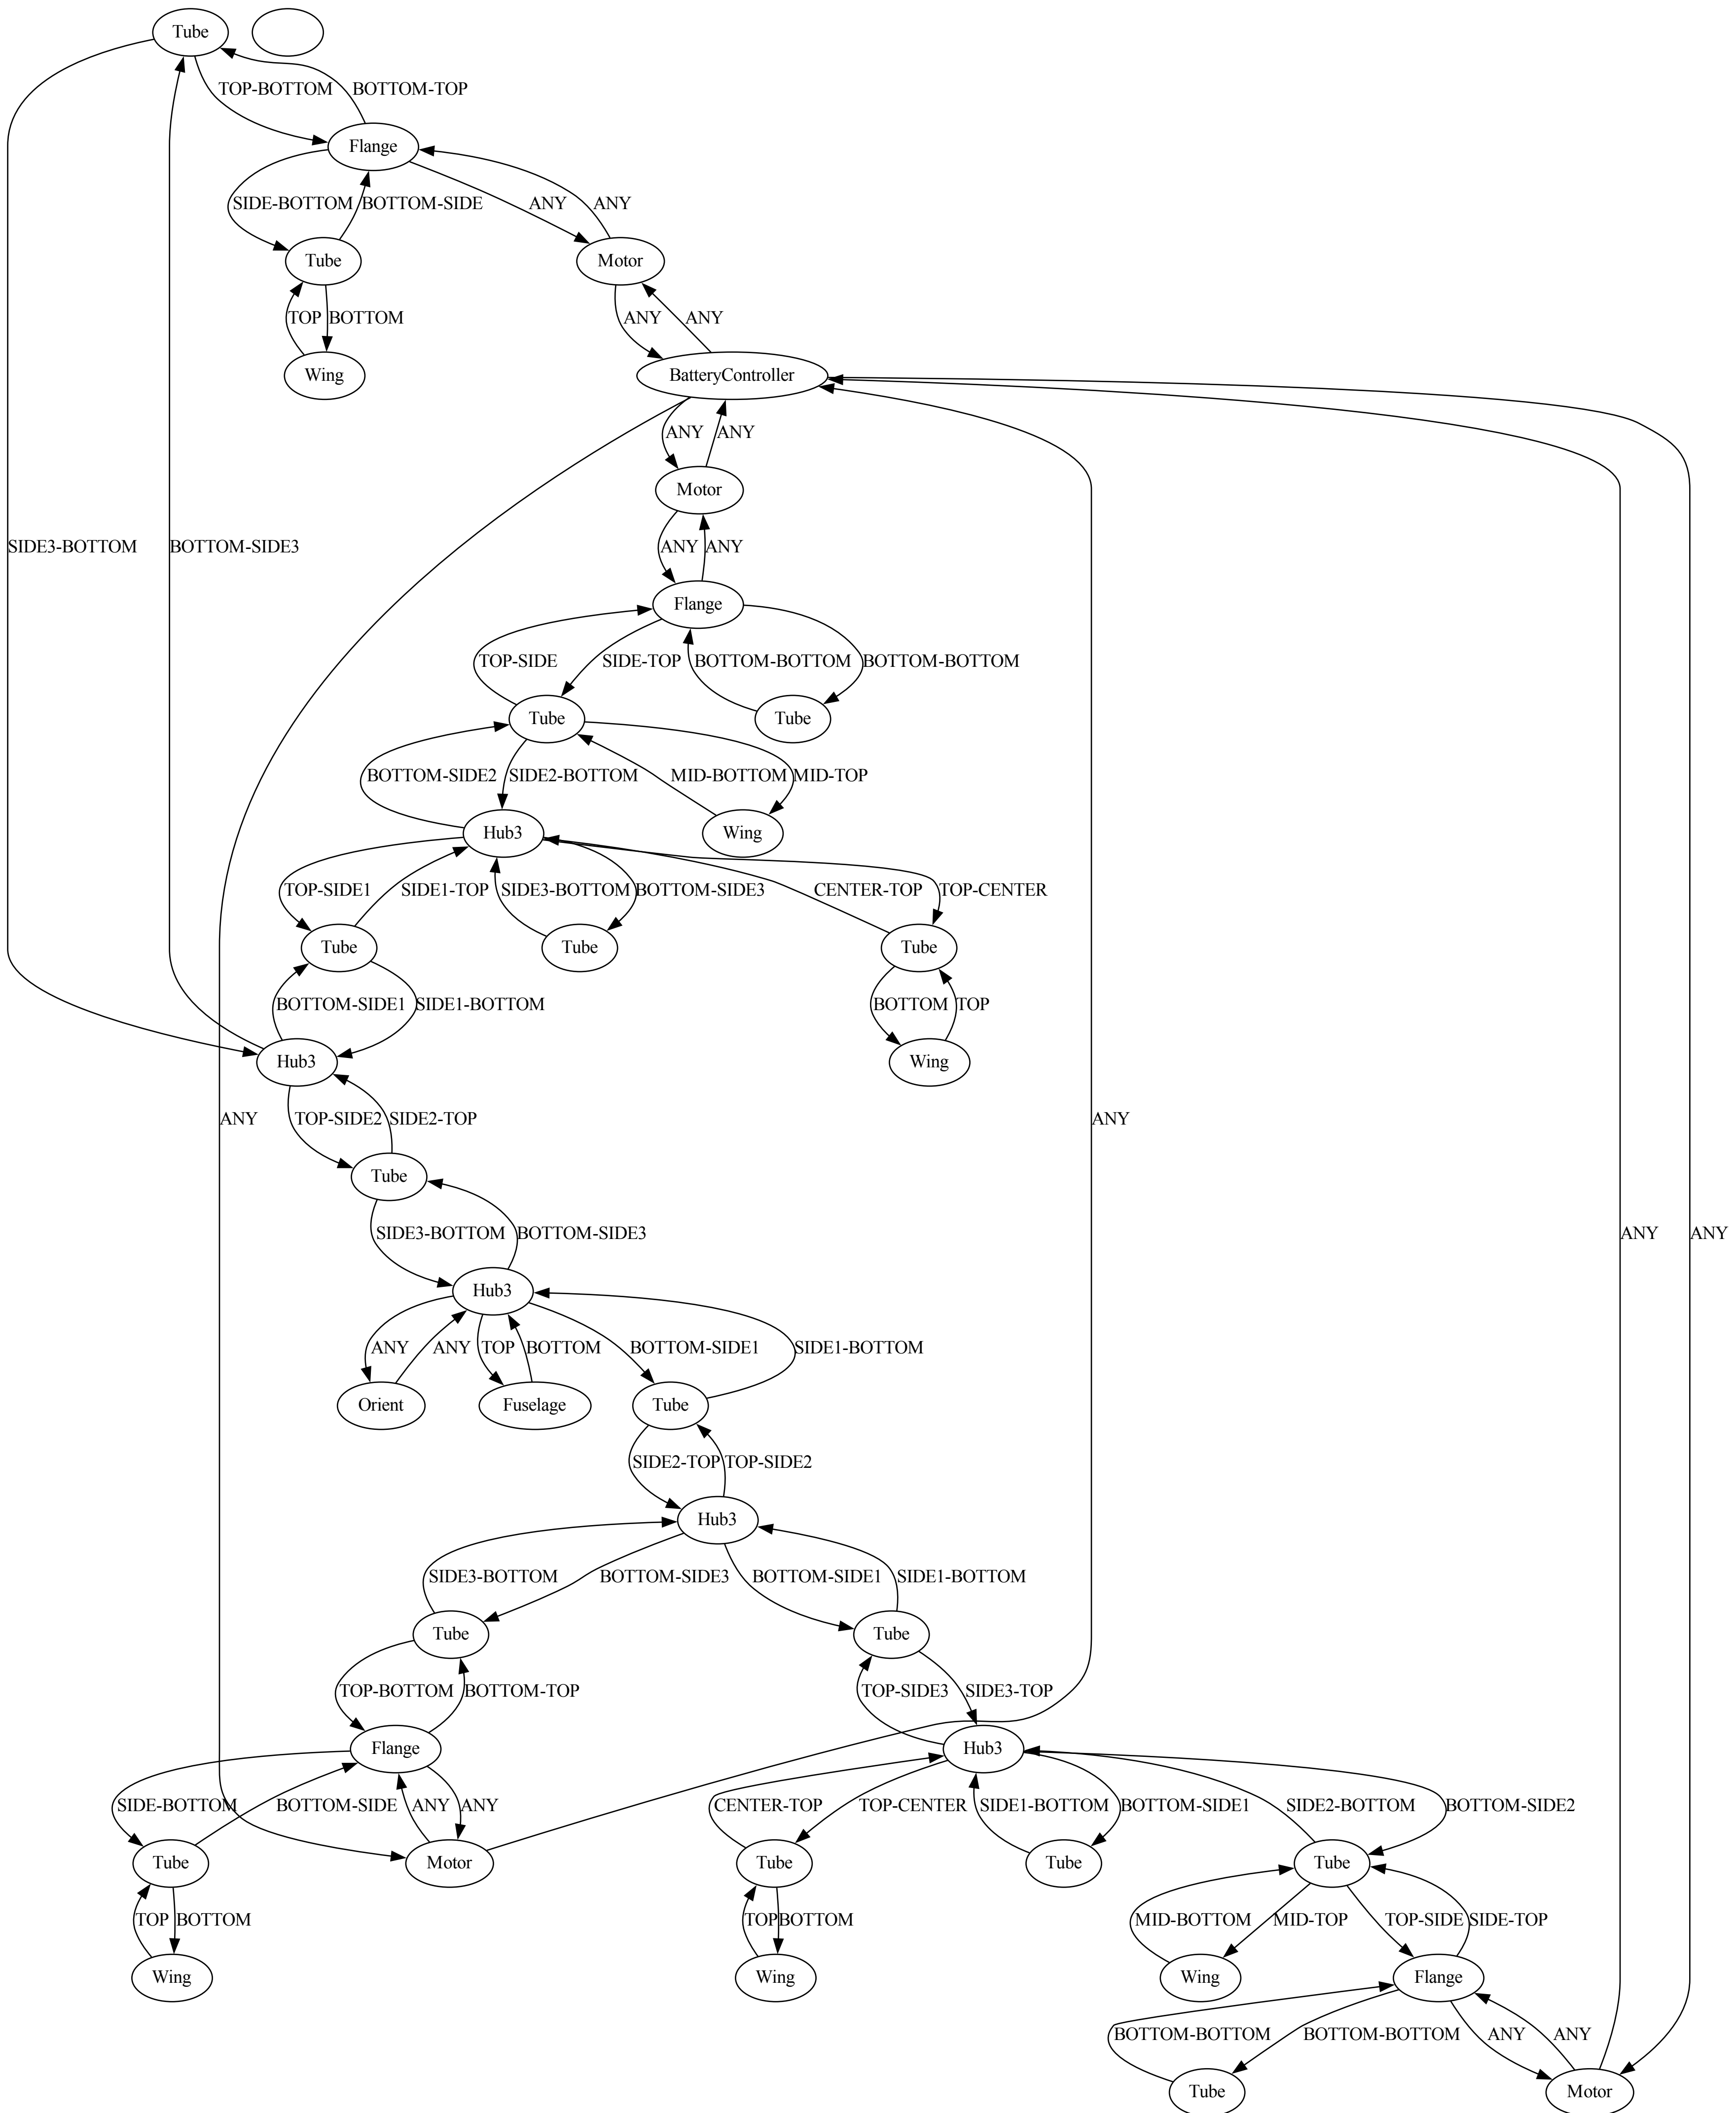 Tube
TOP-BOTTOM BOTTOM-TOP
Flange
SIDE-BOTTOM BOTTOM-SIDE ANY ANY
Tube Motor
TOP BOTTOM ANY ANY
Wing BatteryController
ANY ANY
Motor
SIDE3-BOTTOM BOTTOM-SIDE3 ANY ANY
Flange
TOP-SIDE SIDE-TOP BOTTOM-BOTTOM BOTTOM-BOTTOM
Tube Tube
BOTTOM-SIDE2 SIDE2-BOTTOM MID-BOTTOM MID-TOP
Hub3 Wing
TOP-SIDE1 SIDE1-TOP SIDE3-BOTTOM BOTTOM-SIDE3 CENTER-TOP TOP-CENTER
Tube Tube Tube
BOTTOM-SIDE1 SIDE1-BOTTOM BOTTOM TOP
Hub3 Wing
ANY TOP-SIDE2 SIDE2-TOP ANY
Tube
SIDE3-BOTTOM BOTTOM-SIDE3 ANY ANY
Hub3
ANY ANY TOP BOTTOM BOTTOM-SIDE1 SIDE1-BOTTOM
Orient Fuselage Tube
SIDE2-TOP TOP-SIDE2
Hub3
SIDE3-BOTTOM BOTTOM-SIDE3 BOTTOM-SIDE1 SIDE1-BOTTOM
Tube Tube
TOP-BOTTOM BOTTOM-TOP TOP-SIDE3 SIDE3-TOP
Flange Hub3
SIDE-BOTTOM BOTTOM-SIDE ANY ANY CENTER-TOP TOP-CENTER SIDE1-BOTTOM BOTTOM-SIDE1 SIDE2-BOTTOM BOTTOM-SIDE2
Tube Motor Tube Tube Tube
TOP BOTTOM TOP BOTTOM MID-BOTTOM MID-TOP TOP-SIDE SIDE-TOP
Wing Wing Wing Flange
BOTTOM-BOTTOM BOTTOM-BOTTOM ANY ANY
Tube Motor